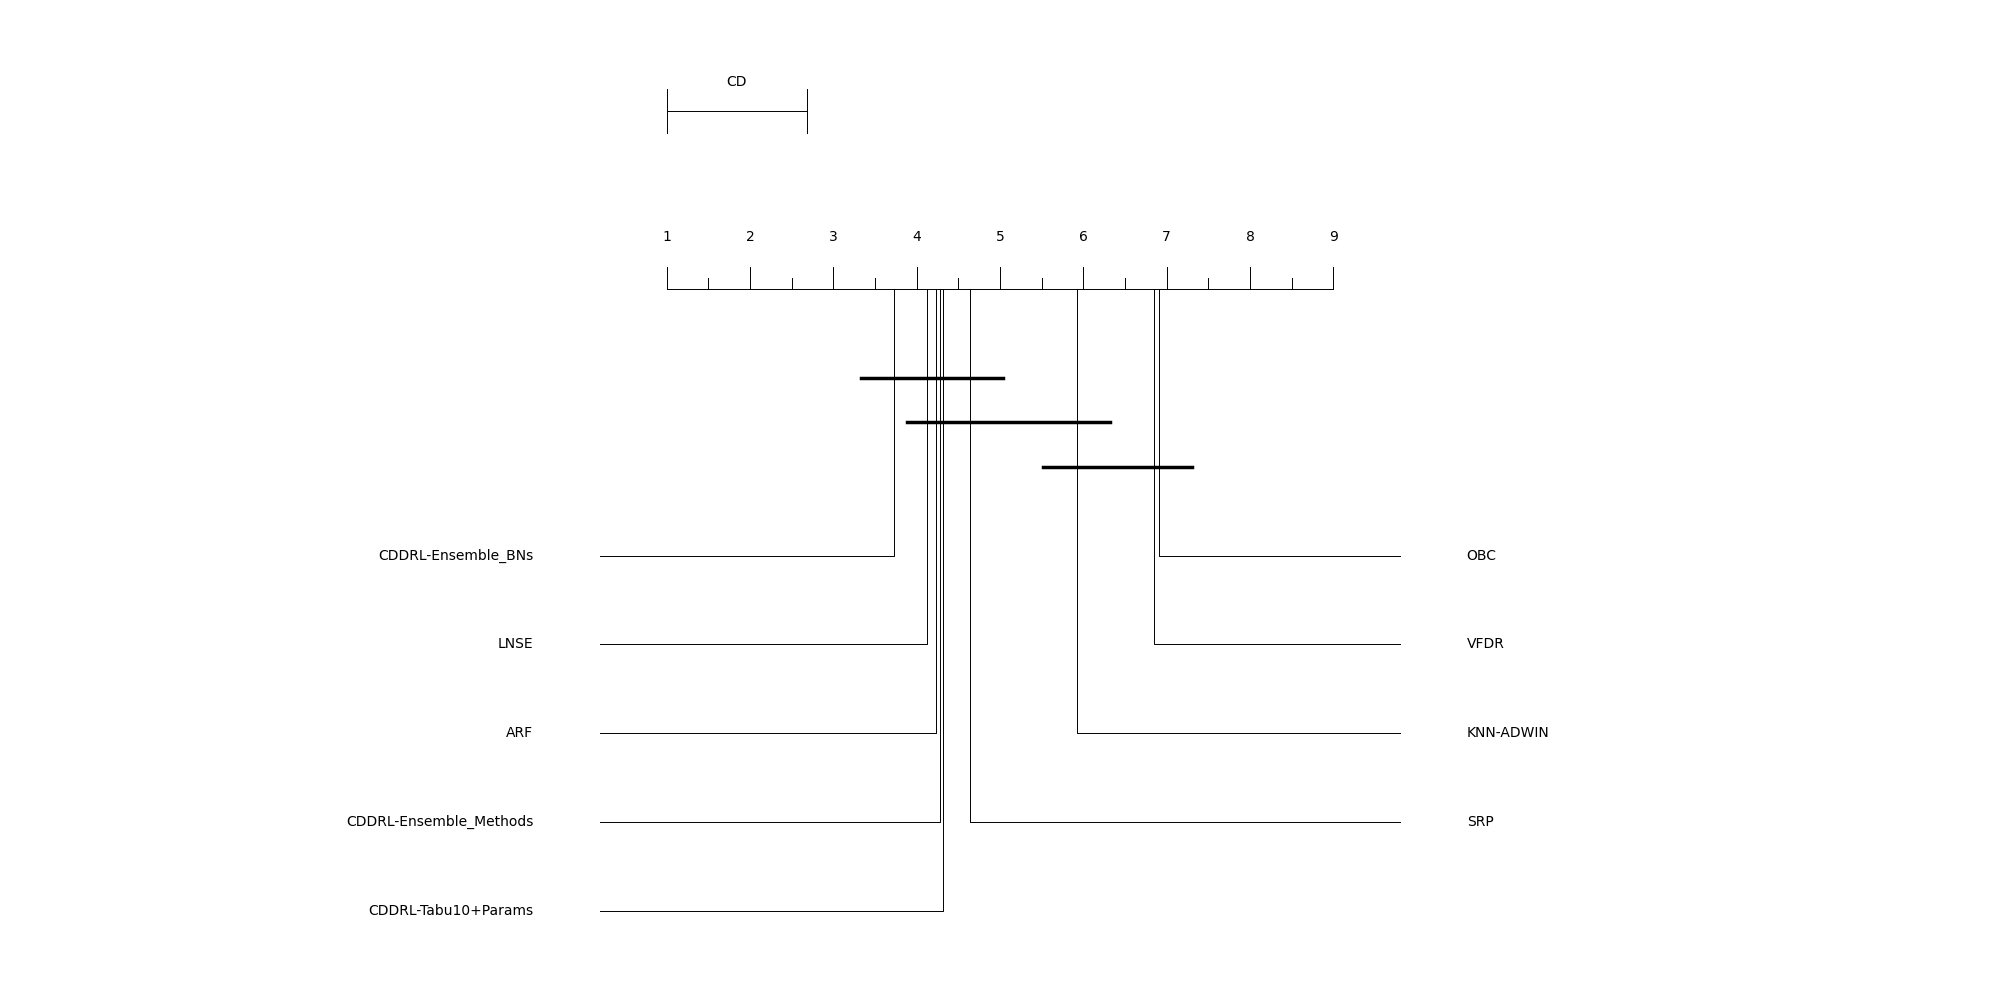 CD
1 2 3 4 5 6 7 8 9
CDDRL-Ensemble_BNs
OBC
LNSE
VFDR
ARF
KNN-ADWIN
CDDRL-Ensemble_Methods
SRP
CDDRL-Tabu10+Params